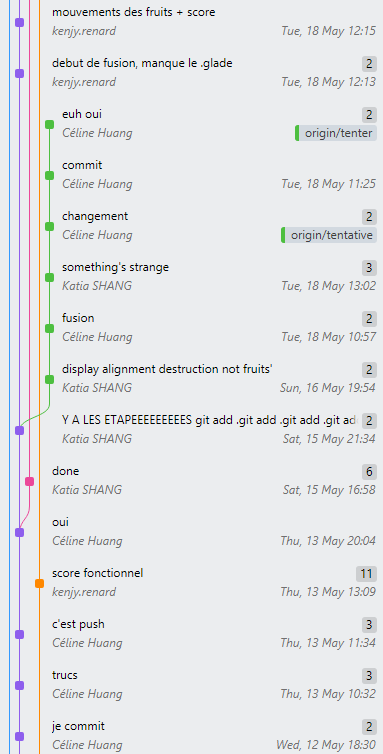 mouvements des fruits + score
kenjy.renard Tue, 18 May 12:15
debut de fusion, manque le .glade 2
kenjy.renard Tue, 18 May 12:13
euh oui 2
Céline Huang origin/tenter
commit
Céline Huang Tue, 18 May 11:25
changement 2
Céline Huang origin/tentative
something's strange 3
Katia SHANG Tue, 18 May 13:02
fusion 2
Céline Huang Tue, 18 May 10:57
display alignment destruction not fruits' 2
Katia SHANG Sun, 16 May 19:54
Y A LES ETAPEEEEEEEEES git add .git add .git add .git ad 2
Katia SHANG Sat, 15 May 21:34
done 6
Katia SHANG Sat, 15 May 16:58
oui
Céline Huang Thu, 13 May 20:04
score fonctionnel 11
kenjy.renard Thu, 13 May 13:09
c'est push 3
Céline Huang Thu, 13 May 11:34
trucs 3
Céline Huang Thu, 13 May 10:32
je commit 2
Céline Huang Wed, 12 May 18:30